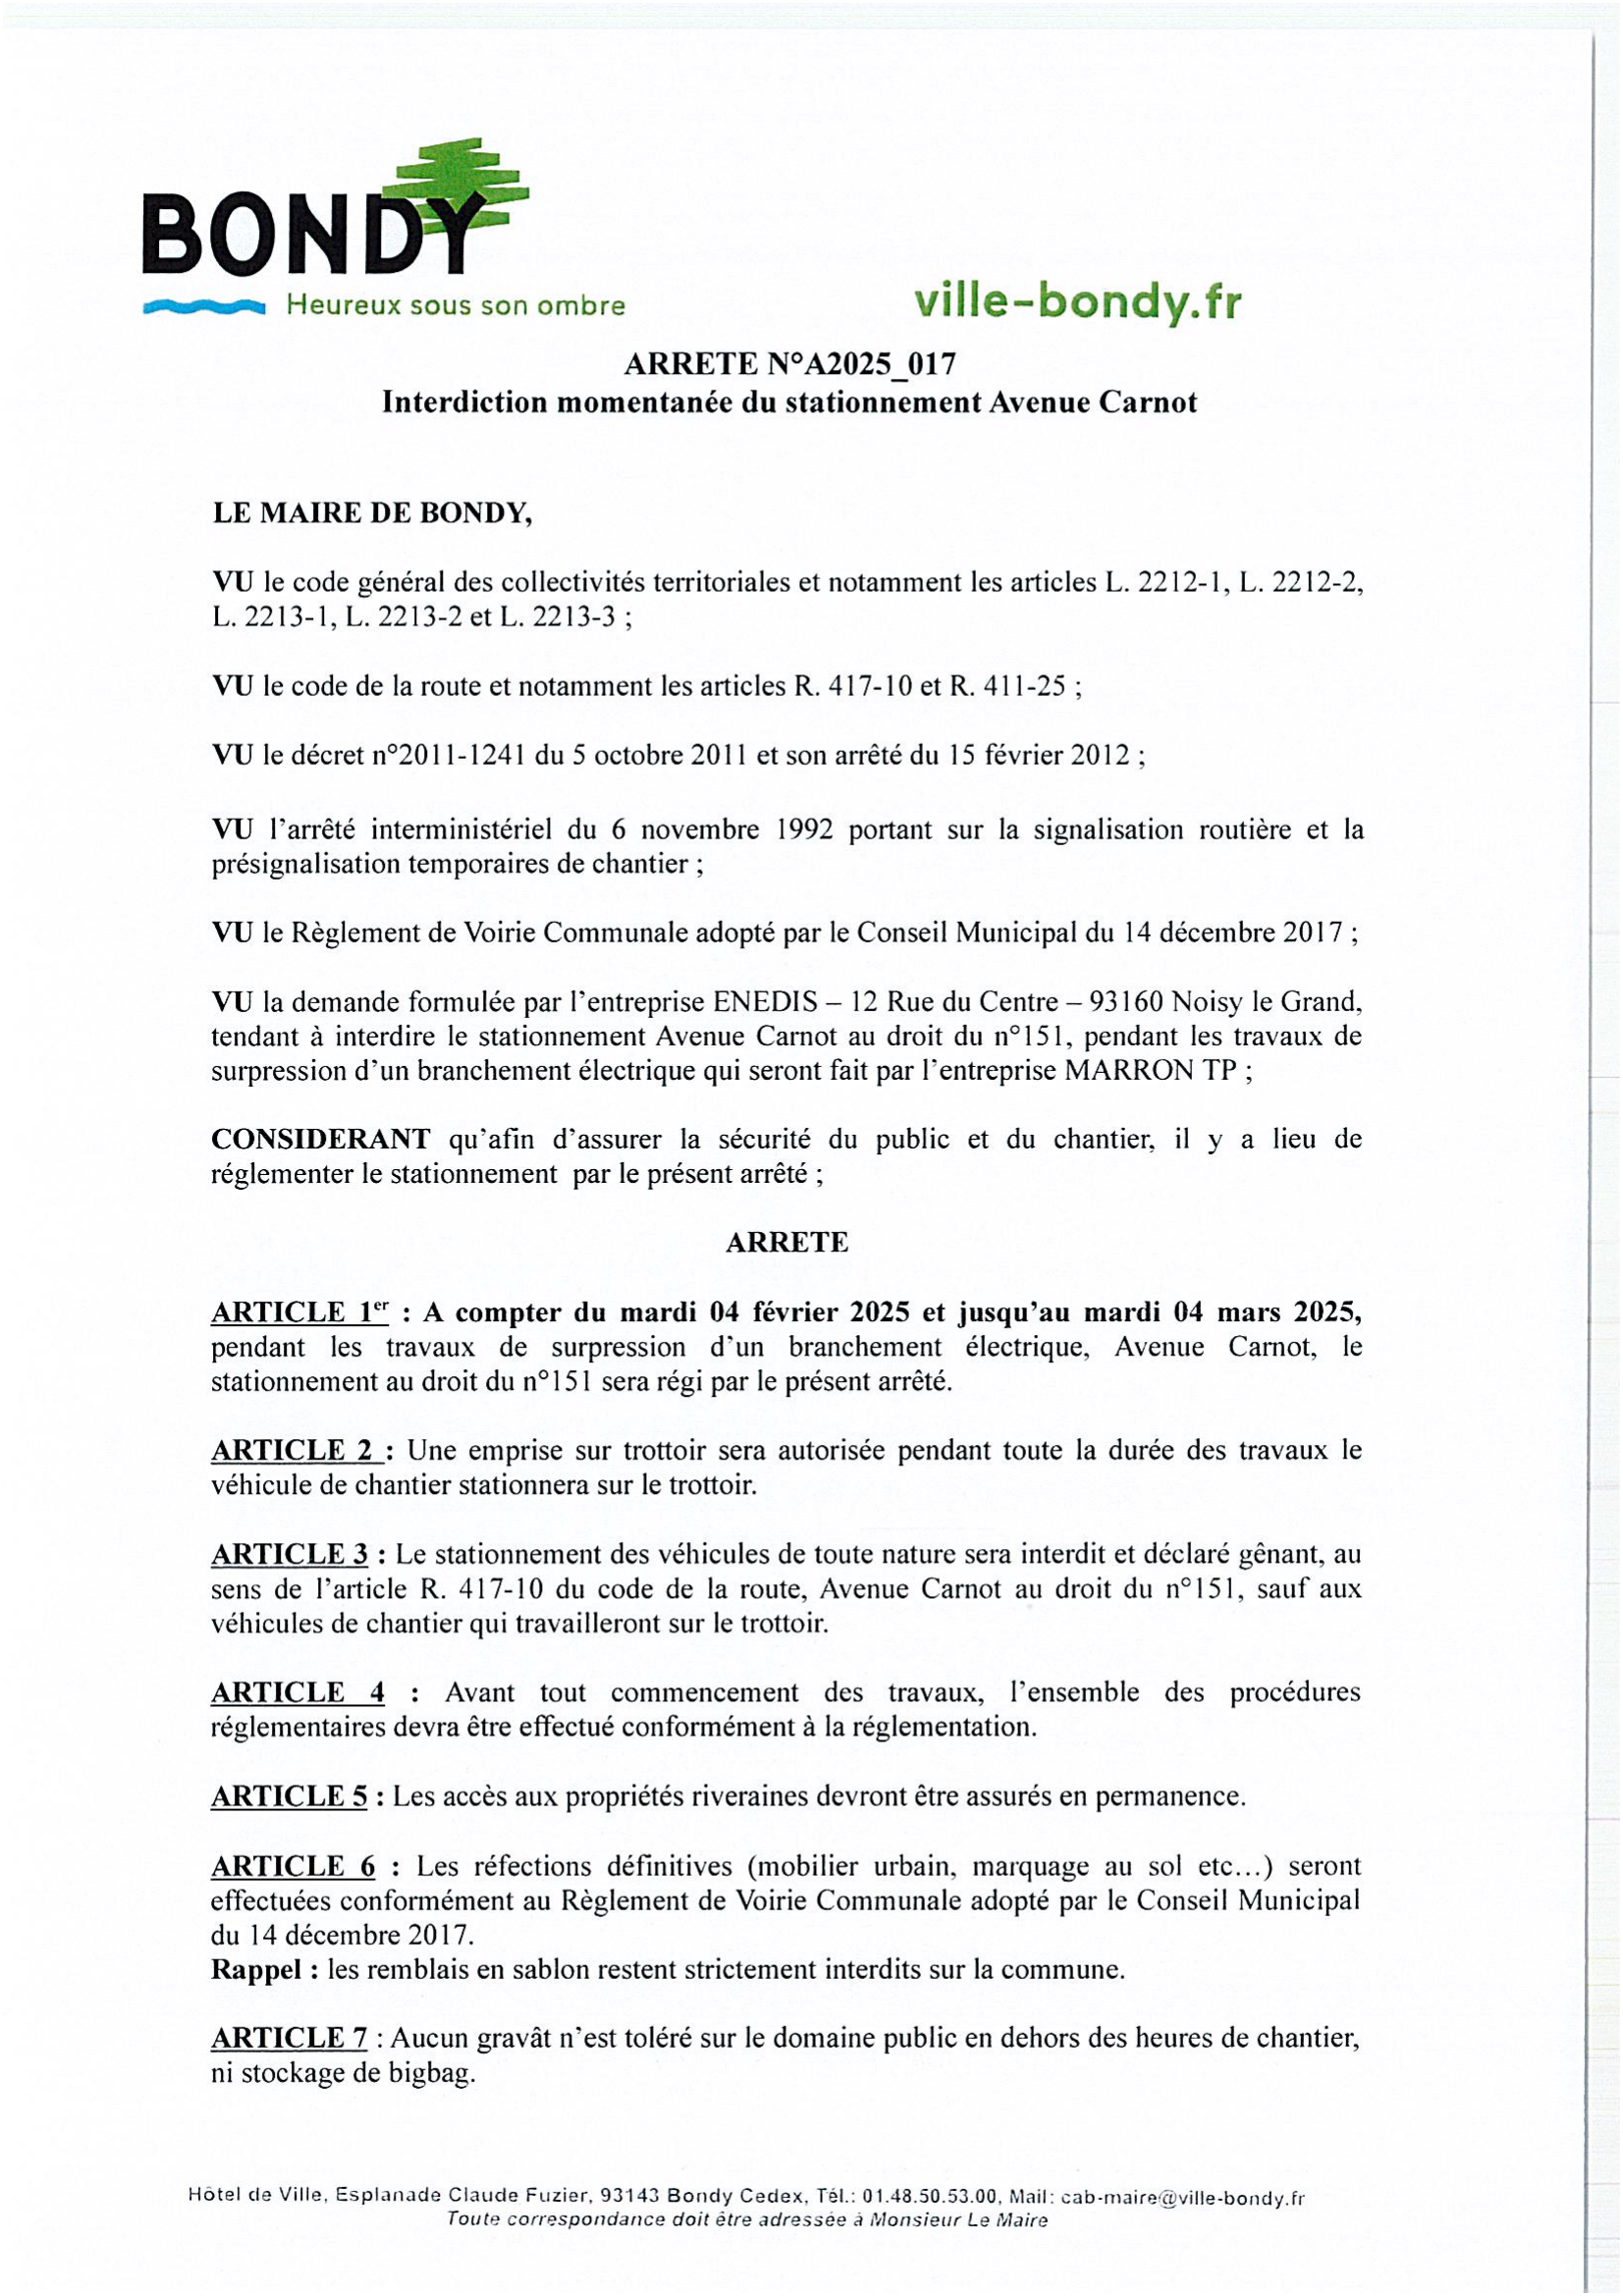 BONDY
Heureux sous son ombre
ville-bondy.fr
ARRETE N°A2025_017
Interdiction momentanée du stationnement Avenue Carnot
LE MAIRE DE BONDY,
VU le code général des collectivités territoriales et notamment les articles L. 2212-1, L. 2212-2,
L. 2213-1, L. 2213-2 et L. 2213-3 ;
VU le code de la route et notamment les articles R. 417-10 et R. 411-25 ;
VU le décret n°2011-1241 du 5 octobre 2011 et son arrêté du 15 février 2012 ;
VU l'arrêté interministériel du 6 novembre 1992 portant sur la signalisation routière et la
présignalisation temporaires de chantier ;
VU le Règlement de Voirie Communale adopté par le Conseil Municipal du 14 décembre 2017 ;
VU la demande formulée par l'entreprise ENEDIS – 12 Rue du Centre – 93160 Noisy le Grand,
tendant à interdire le stationnement Avenue Carnot au droit du n°151, pendant les travaux de
surpression d'un branchement électrique qui seront fait par l'entreprise MARRON TP ;
CONSIDERANT qu'afin d'assurer la sécurité du public et du chantier, il y a lieu de
réglementer le stationnement par le présent arrêté ;
ARRETE
ARTICLE 1er : A compter du mardi 04 février 2025 et jusqu'au mardi 04 mars 2025,
pendant les travaux de surpression d'un branchement électrique, Avenue Carnot, le
stationnement au droit du n°151 sera régi par le présent arrêté.
ARTICLE 2 : Une emprise sur trottoir sera autorisée pendant toute la durée des travaux le
véhicule de chantier stationnera sur le trottoir.
ARTICLE 3 : Le stationnement des véhicules de toute nature sera interdit et déclaré gênant, au
sens de l'article R. 417-10 du code de la route, Avenue Carnot au droit du n°151, sauf aux
véhicules de chantier qui travailleront sur le trottoir.
ARTICLE 4 : Avant tout commencement des travaux, l'ensemble des procédures
réglementaires devra être effectué conformément à la réglementation.
ARTICLE 5 : Les accès aux propriétés riveraines devront être assurés en permanence.
ARTICLE 6 : Les réfections définitives (mobilier urbain, marquage au sol etc...) seront
effectuées conformément au Règlement de Voirie Communale adopté par le Conseil Municipal
du 14 décembre 2017.
Rappel : les remblais en sablon restent strictement interdits sur la commune.
ARTICLE 7 : Aucun gravât n'est toléré sur le domaine public en dehors des heures de chantier,
ni stockage de bigbag.
Hôtel de Ville, Esplanade Claude Fuzier, 93143 Bondy Cedex, Tél.: 01.48.50.53.00, Mail: cab-maire@ville-bondy.fr
Toute correspondance doit être adressée à Monsieur Le Maire